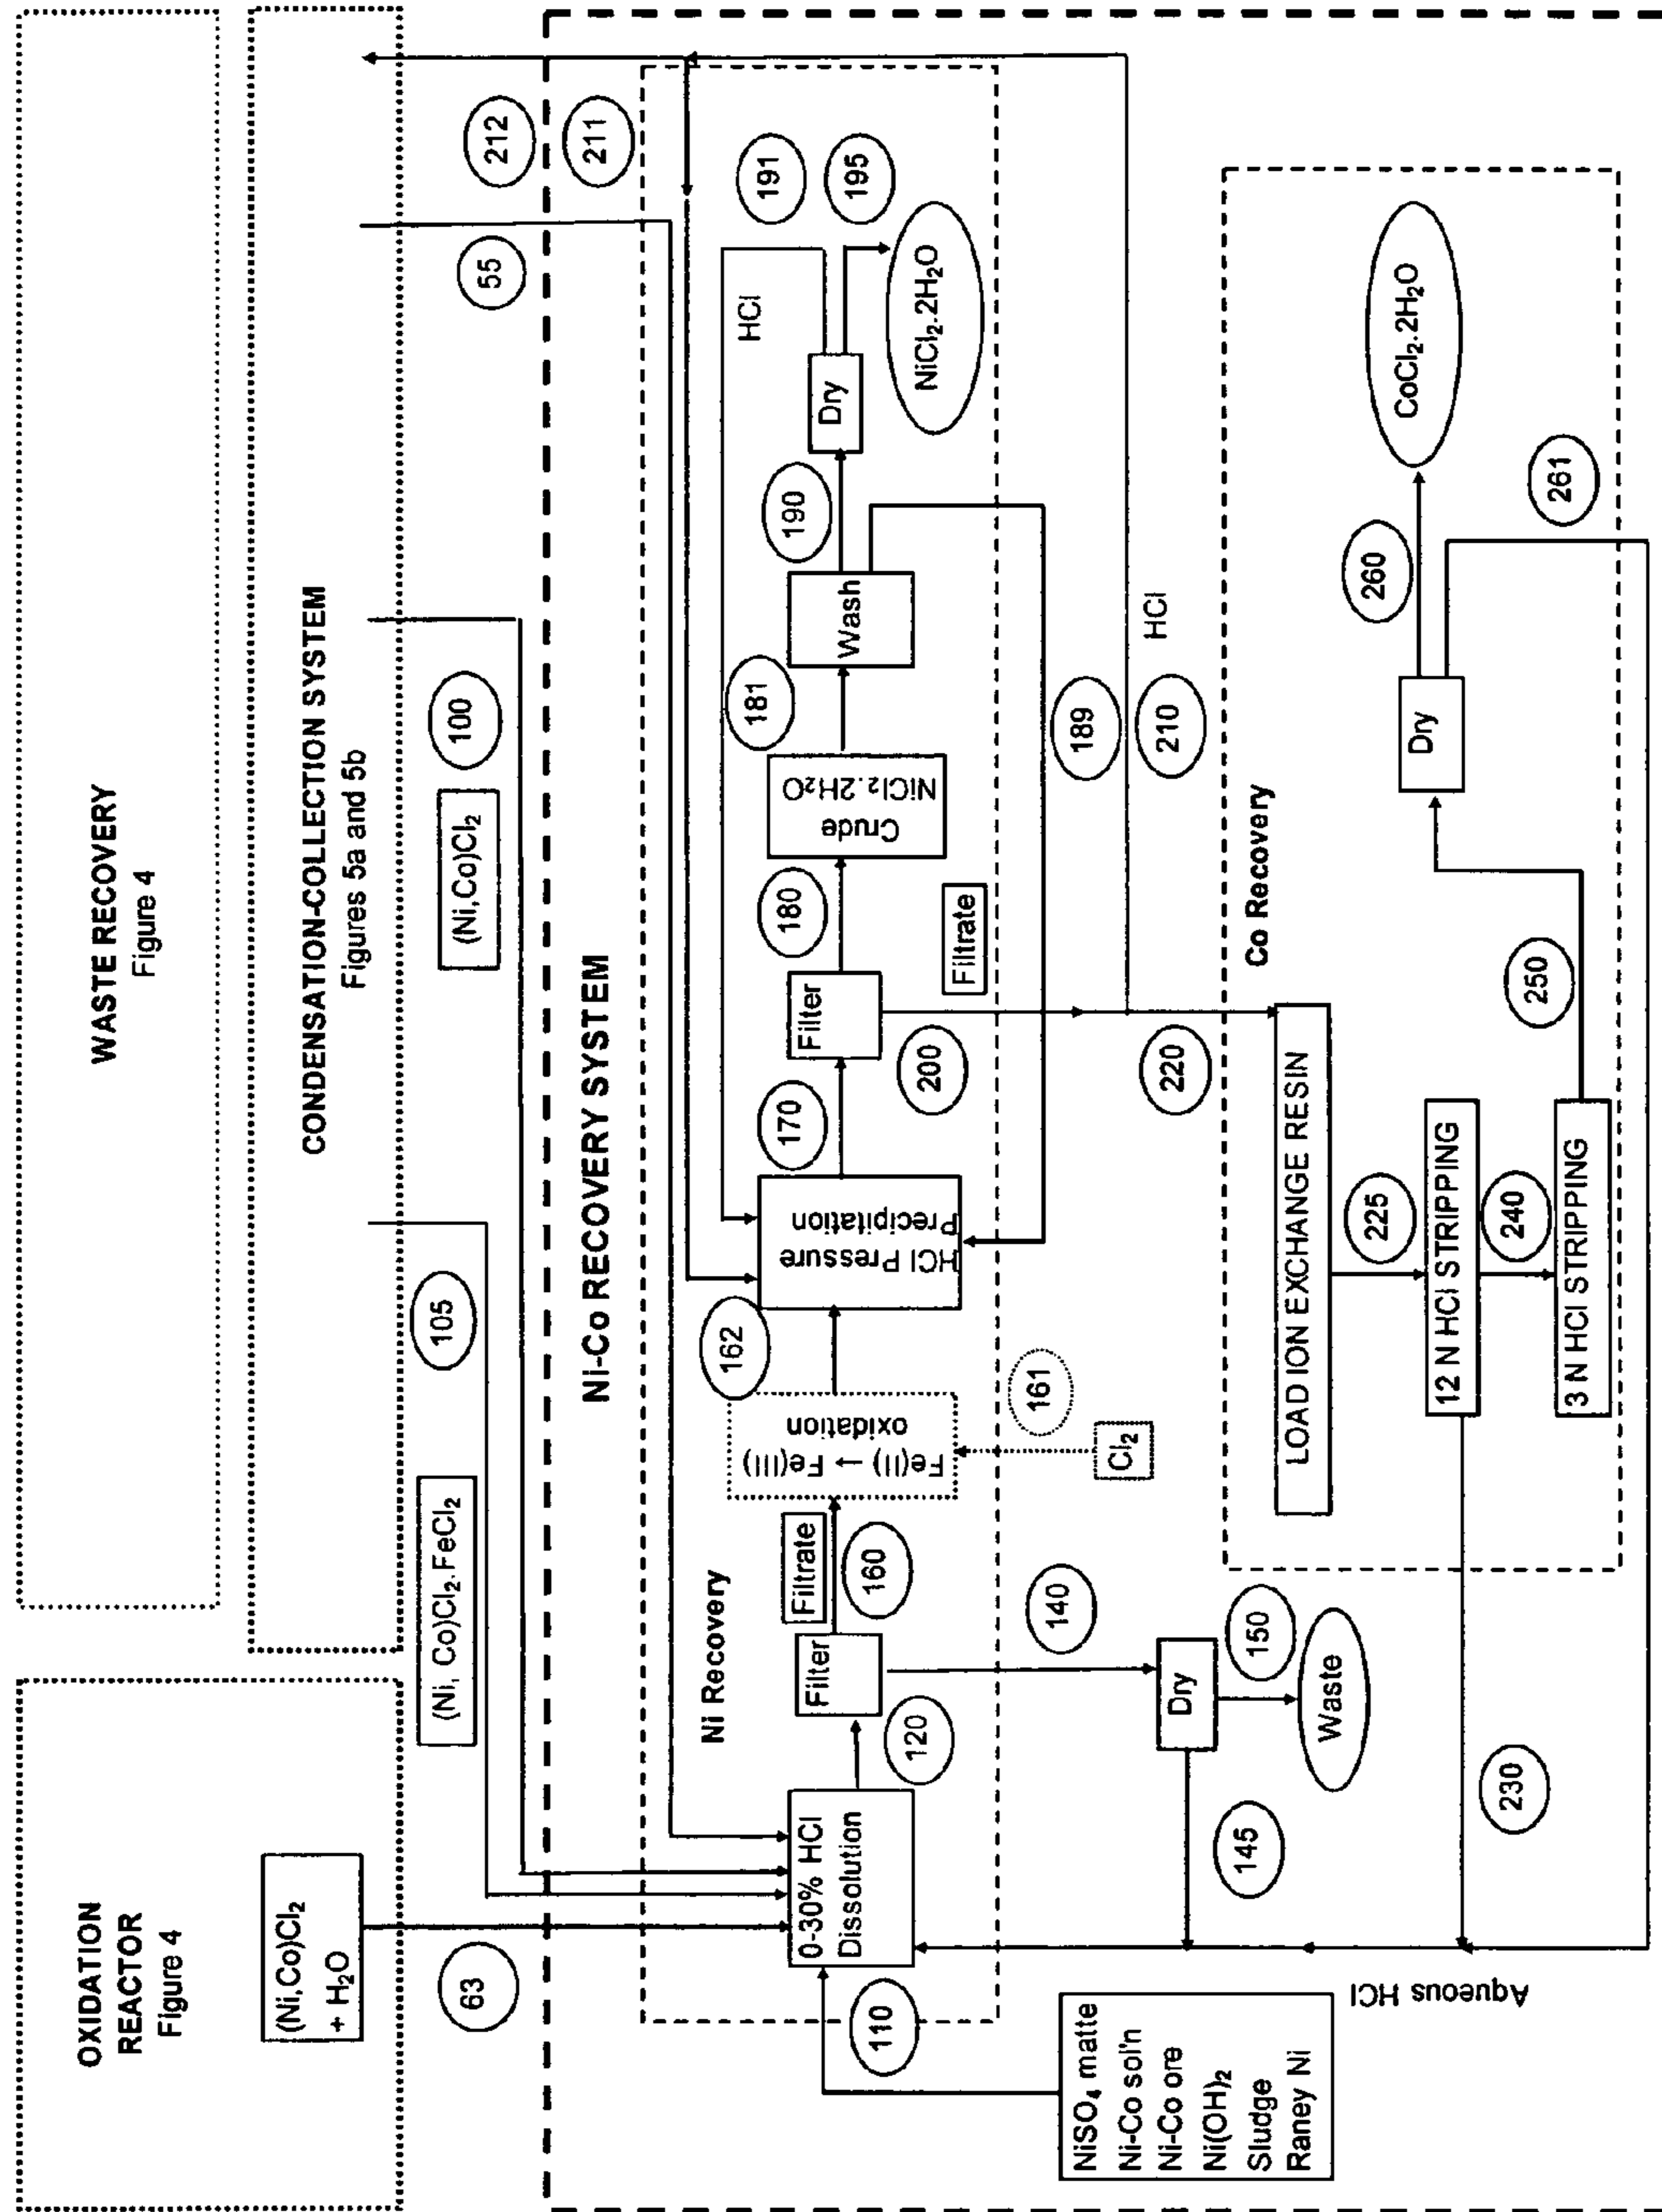 WASTE RECOVERY
Figure 4
OXIDATION
REACTOR
Figure 4
(Ni,Co)Cl₂
+ H₂O
CONDENSATION-COLLECTION SYSTEM
Figures 5a and 5b
63
(Ni, Co)Cl₂.FeCl₂
105
(Ni,Co)Cl₂
100
55
212
211
Ni-Co RECOVERY SYSTEM
Ni Recovery
110
NiSO₄ matte
Ni-Co sol'n
Ni-Co ore
Ni(OH)₂
Sludge
Raney Ni
0-30% HCl
Dissolution
120
Filter
Filtrate
160
Fe(II) → Fe(III)
oxidation
161
Cl₂
162
HCl Pressure
Precipitation
170
Filter
180
Crude
NiCl₂.2H₂O
181
Wash
190
Dry
HCl
191
195
NiCl₂.2H₂O
200
Filtrate
189
210
HCl
220
140
Dry
145
150
Waste
Aqueous HCl
230
Co Recovery
LOAD ION EXCHANGE RESIN
225
12 N HCl STRIPPING
240
3 N HCl STRIPPING
250
Dry
260
CoCl₂.2H₂O
261